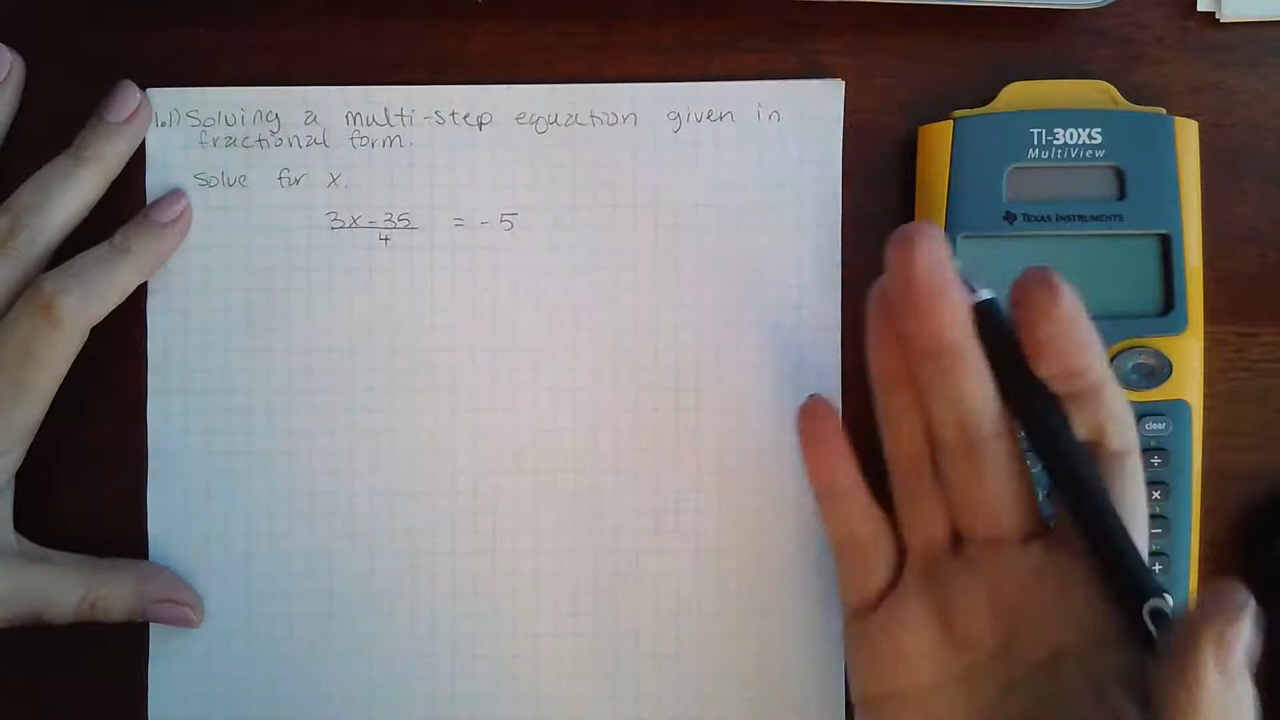 1.1) Solving a multi-step equation given in
fractional form.
Solve for x.
3x - 35
4
= -5
TI-30XS
MultiView
TEXAS INSTRUMENTS
clear
÷
×
−
+